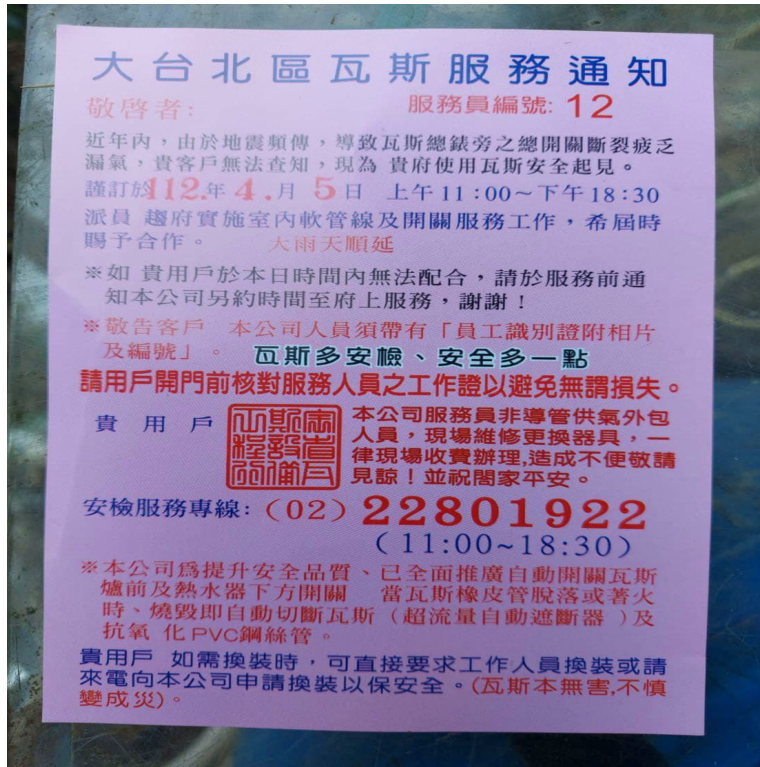 大台北區瓦斯服務通知
敬啓者:
服務員編號: 12
近年內，由於地震頻傳，導致瓦斯總錶旁之總開關斷裂疲乏
漏氣，貴客戶無法查知，現為 貴府使用瓦斯安全起見。
謹訂於112.年 4 .月 5 日 上午11:00～下午18:30
派員 趨府實施室內軟管線及開關服務工作，希屆時
賜予合作。 大雨天順延
※如 貴用戶於本日時間內無法配合，請於服務前通
知本公司另約時間至府上服務，謝謝！
※敬告客戶 本公司人員須帶有「員工識別證附相片
及編號」。 瓦斯多安檢、安全多一點
請用戶開門前核對服務人員之工作證以避免無謂損失。
貴 用 戶
本公司服務員非導管供氣外包
人員，現場維修更換器具，一
律現場收費辦理,造成不便敬請
見諒！並祝閤家平安。
安檢服務專線:（02）22801922
（11:00~18:30）
※本公司爲提升安全品質、已全面推廣自動開關瓦斯
爐前及熱水器下方開關 當瓦斯橡皮管脫落或著火
時、燒毀即自動切斷瓦斯（超流量自動遮斷器 ）及
抗氧 化PVC鋼絲管。
貴用戶 如需換裝時，可直接要求工作人員換裝或請
來電向本公司申請換裝以保安全。(瓦斯本無害,不慎
變成災)。